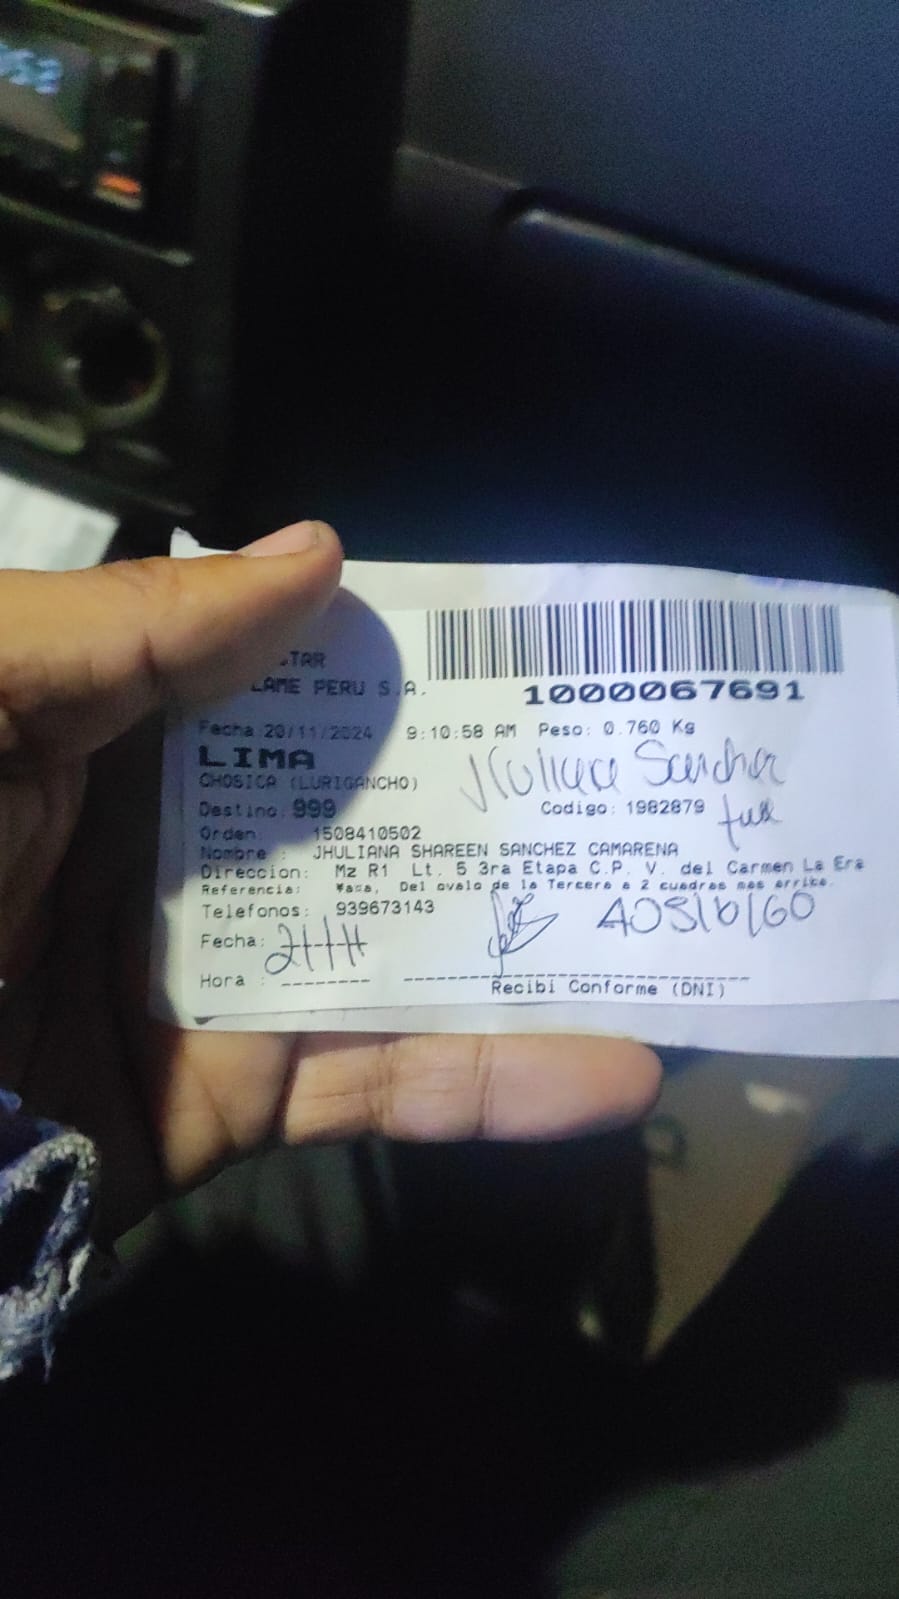 TAR
LAME PERU S.A.
1000067691
Fecha:20/11/2024 9:10:58 AM Peso: 0.760 Kg
LIMA
CHOSICA (LURIGANCHO)
Sanchez
Destino: 999 Codigo: 1982879
Orden: 1508410502
Nombre : JHULIANA SHAREEN SANCHEZ CAMARENA
Direccion: Mz R1 Lt. 5 3ra Etapa C.P. V. del Carmen La Era
Referencia: Del ovalo de la Tercera a 2 cuadras mas arriba.
Telefonos: 939673143
Fecha: 21/11
Hora :
Recibi Conforme (DNI)